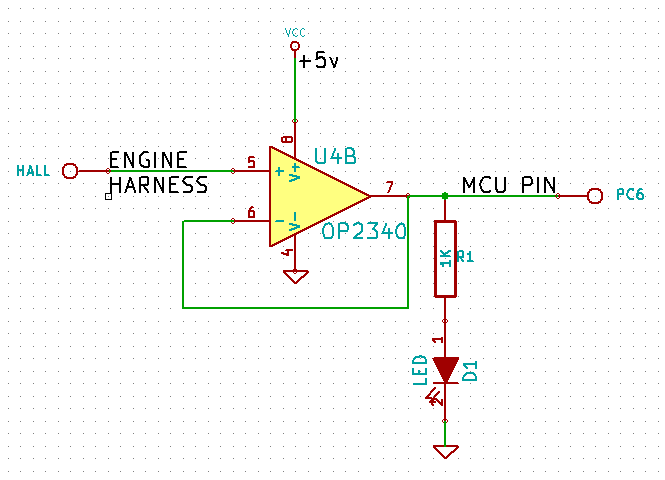 VCC
+5v
8
U4B
HALL
ENGINE
HARNESS
5
+
V+
7
MCU PIN
PC6
6
-
V-
OP2340
4
1K
R1
1
LED
D1
2